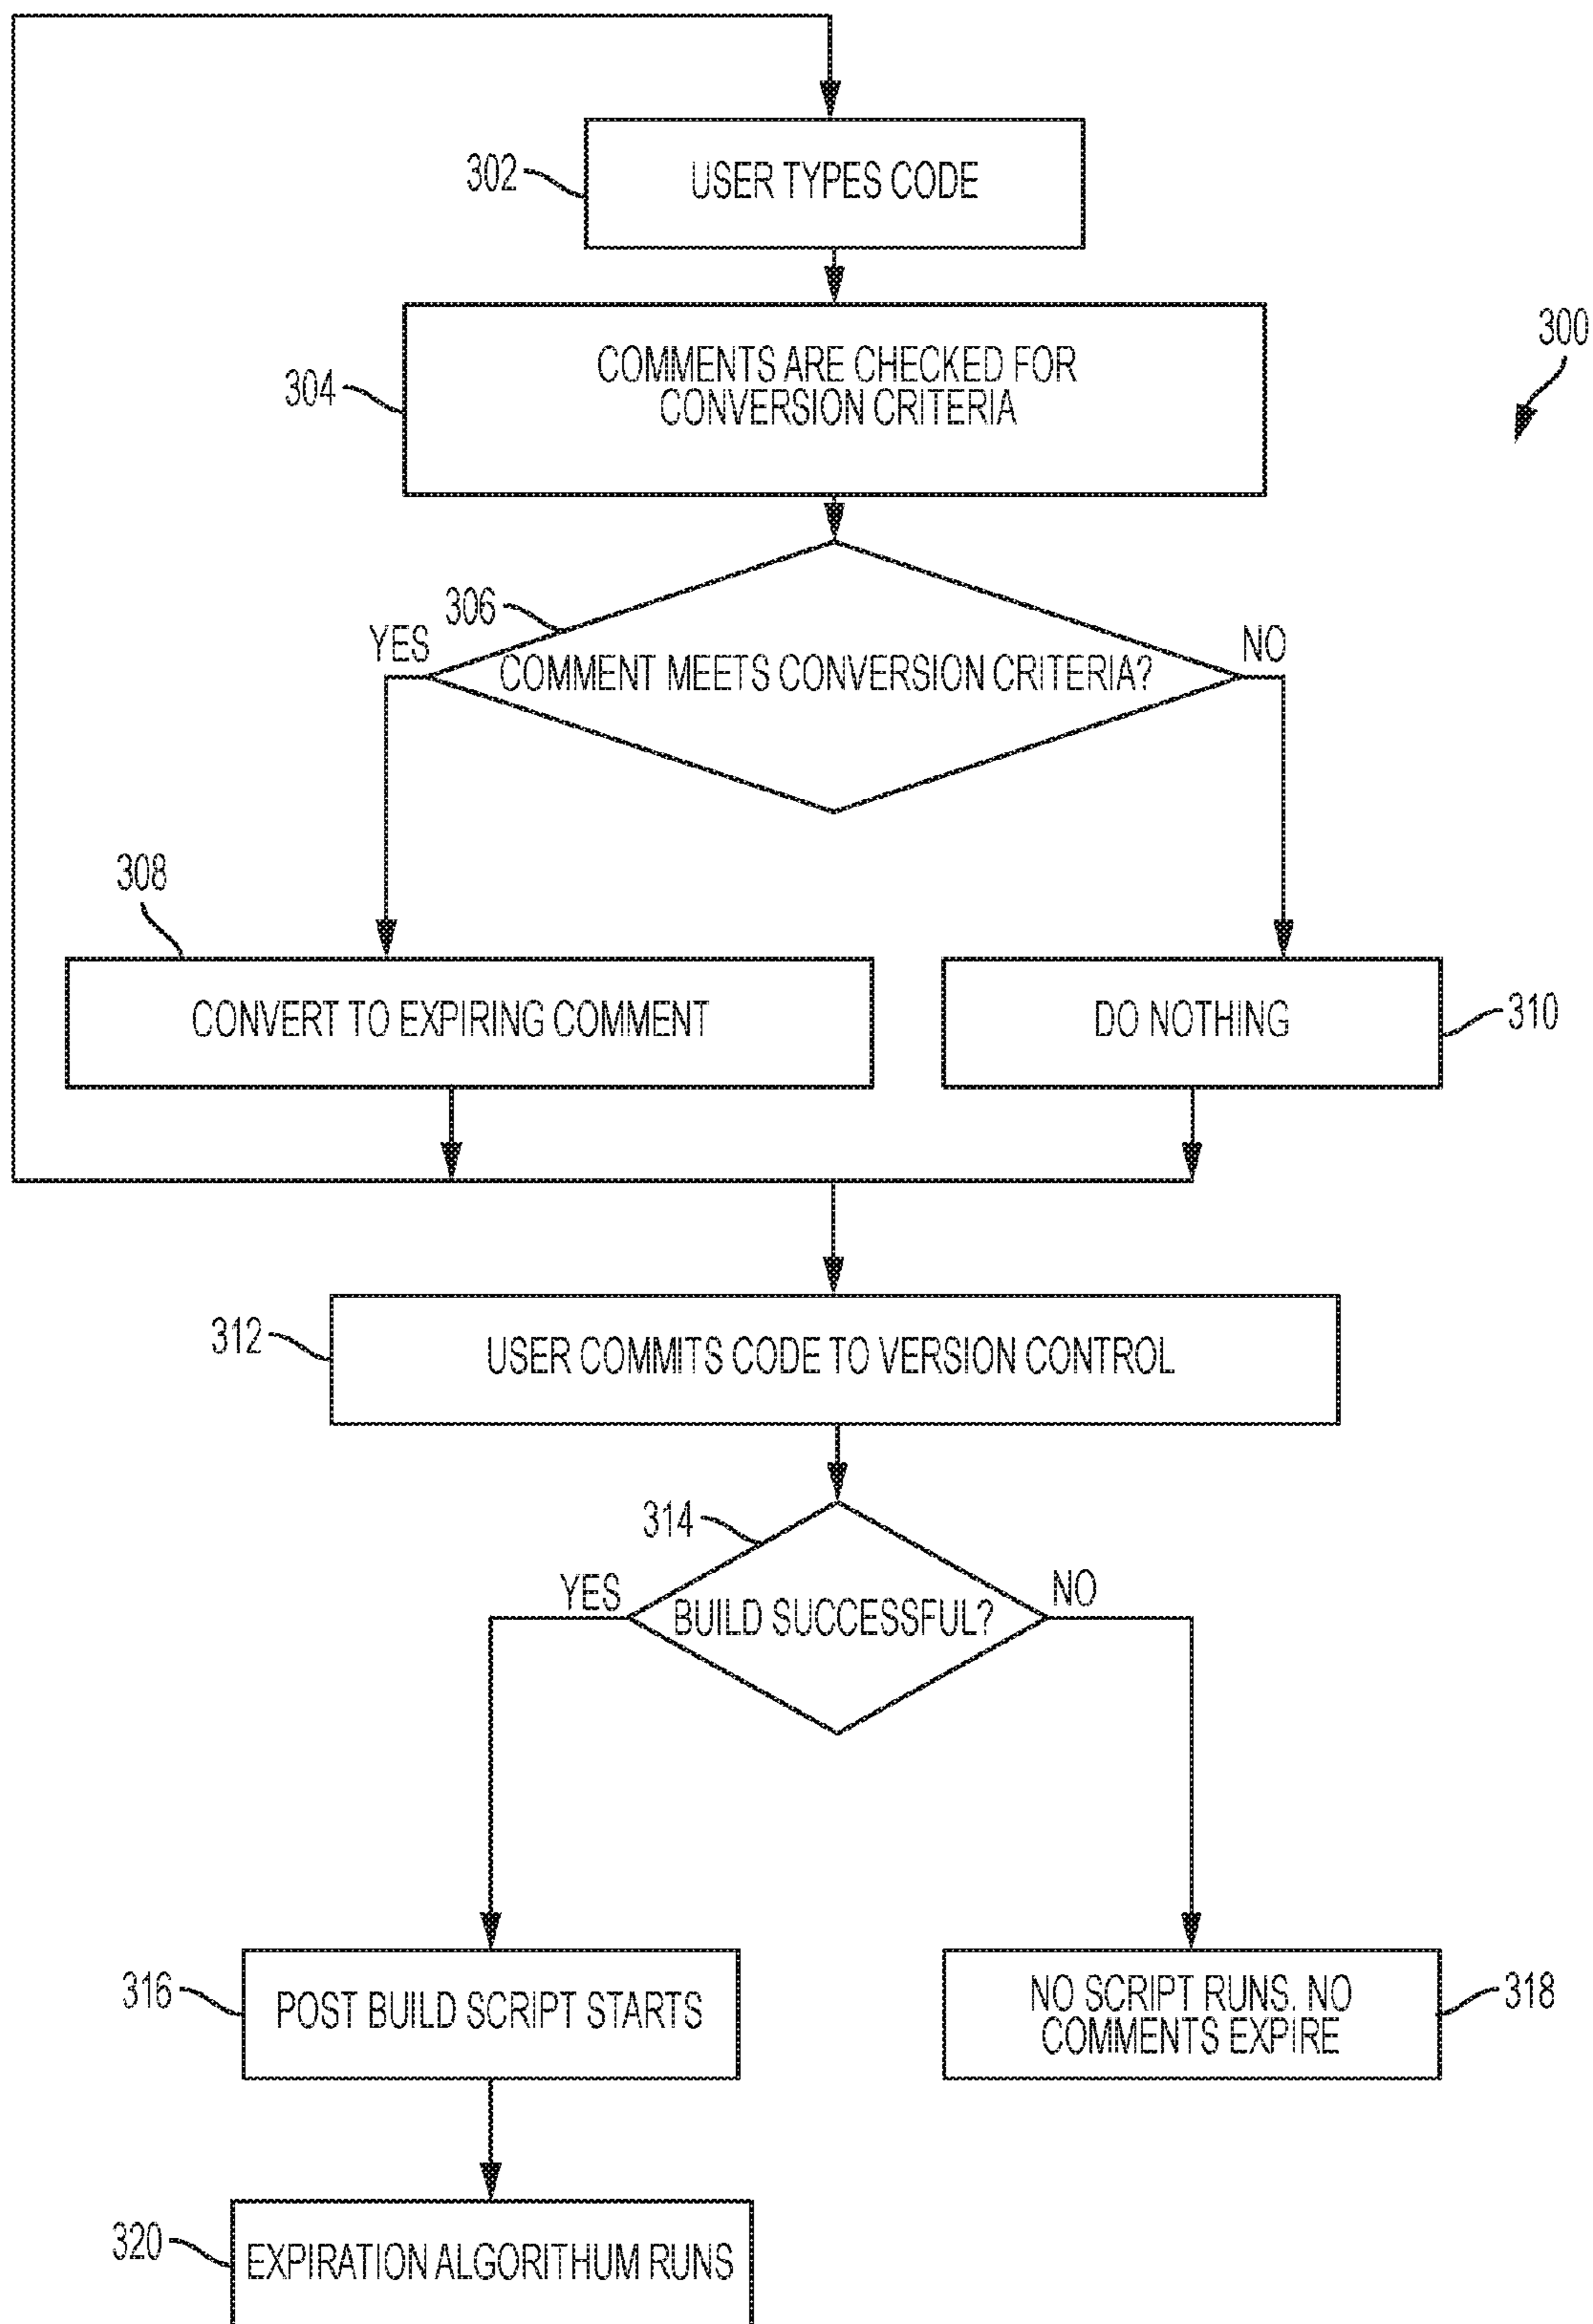 302
USER TYPES CODE
300
304
COMMENTS ARE CHECKED FOR
CONVERSION CRITERIA
306
YES
NO
COMMENT MEETS CONVERSION CRITERIA?
308
CONVERT TO EXPIRING COMMENT
DO NOTHING
310
312
USER COMMITS CODE TO VERSION CONTROL
314
YES
NO
BUILD SUCCESSFUL?
316
POST BUILD SCRIPT STARTS
NO SCRIPT RUNS. NO
COMMENTS EXPIRE
318
320
EXPIRATION ALGORITHUM RUNS